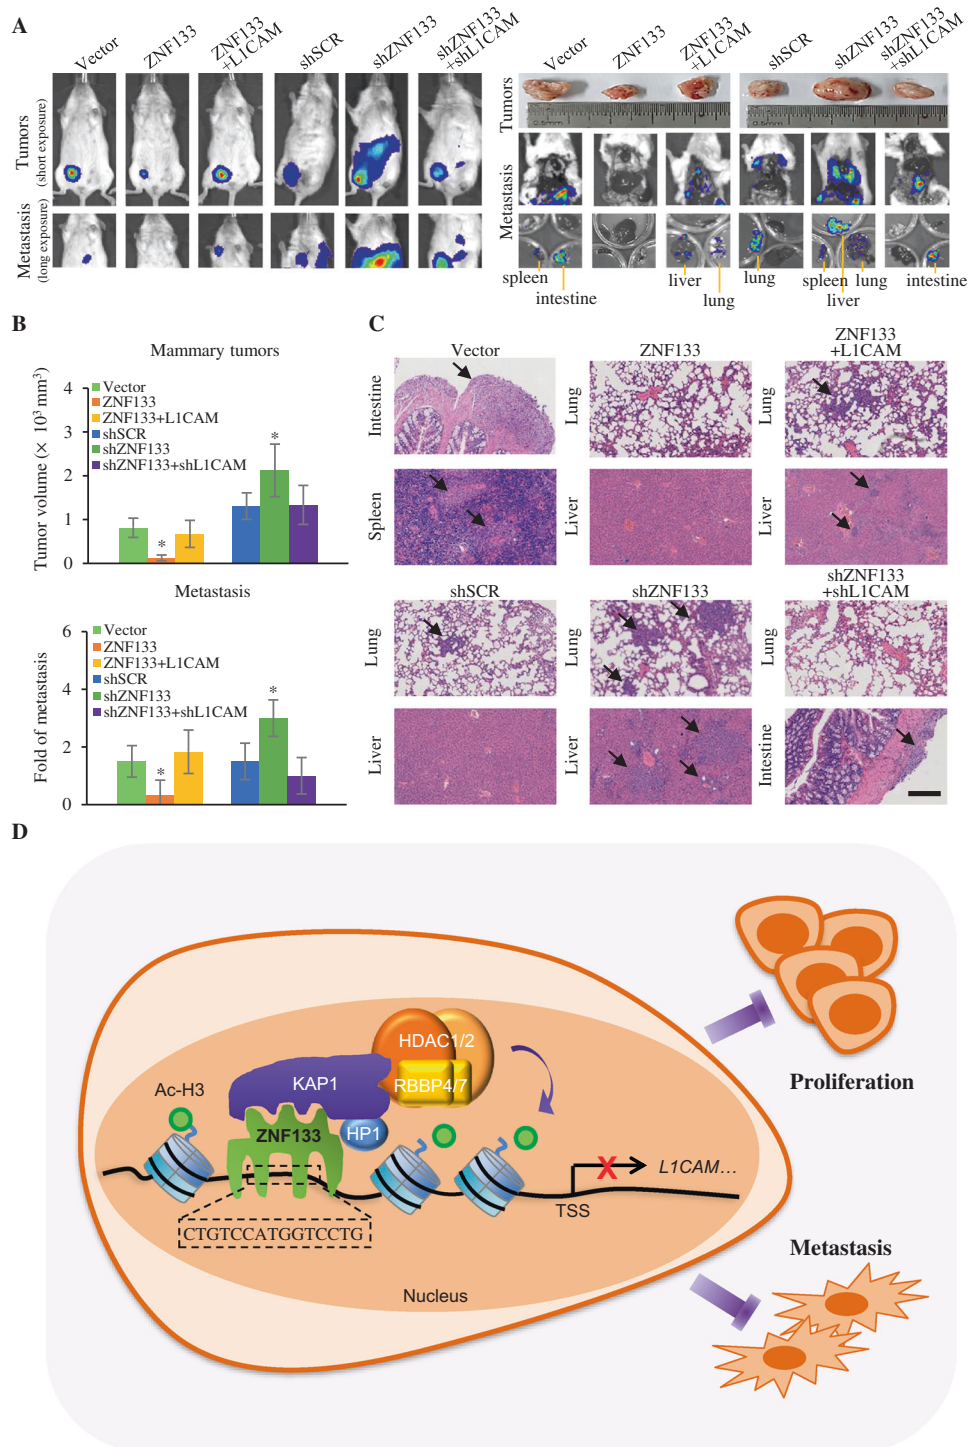 A
Vector
ZNF133
ZNF133
+L1CAM
shSCR
shZNF133
shZNF133
+shL1CAM
Tumors
(short exposure)
Metastasis
(long exposure)
Vector
ZNF133
ZNF133
+L1CAM
shSCR
shZNF133
shZNF133
+shL1CAM
Tumors
0.5mm
0.5mm
Metastasis
spleen
intestine
liver
lung
lung
spleen
liver
lung
intestine
B
Mammary tumors
Tumor volume (× 10³ mm³)
4
3
2
1
0
Vector
ZNF133
ZNF133+L1CAM
shSCR
shZNF133
shZNF133+shL1CAM
*
*
Metastasis
Fold of metastasis
6
4
2
0
Vector
ZNF133
ZNF133+L1CAM
shSCR
shZNF133
shZNF133+shL1CAM
*
*
C
Vector
ZNF133
ZNF133
+L1CAM
Intestine
Lung
Lung
Spleen
Liver
Liver
shSCR
shZNF133
shZNF133
+shL1CAM
Lung
Lung
Lung
Liver
Liver
Intestine
D
HDAC1/2
RBBP4/7
KAP1
Ac-H3
ZNF133
HP1
X
L1CAM...
TSS
CTGTCCATGGTCCTG
Nucleus
Proliferation
Metastasis